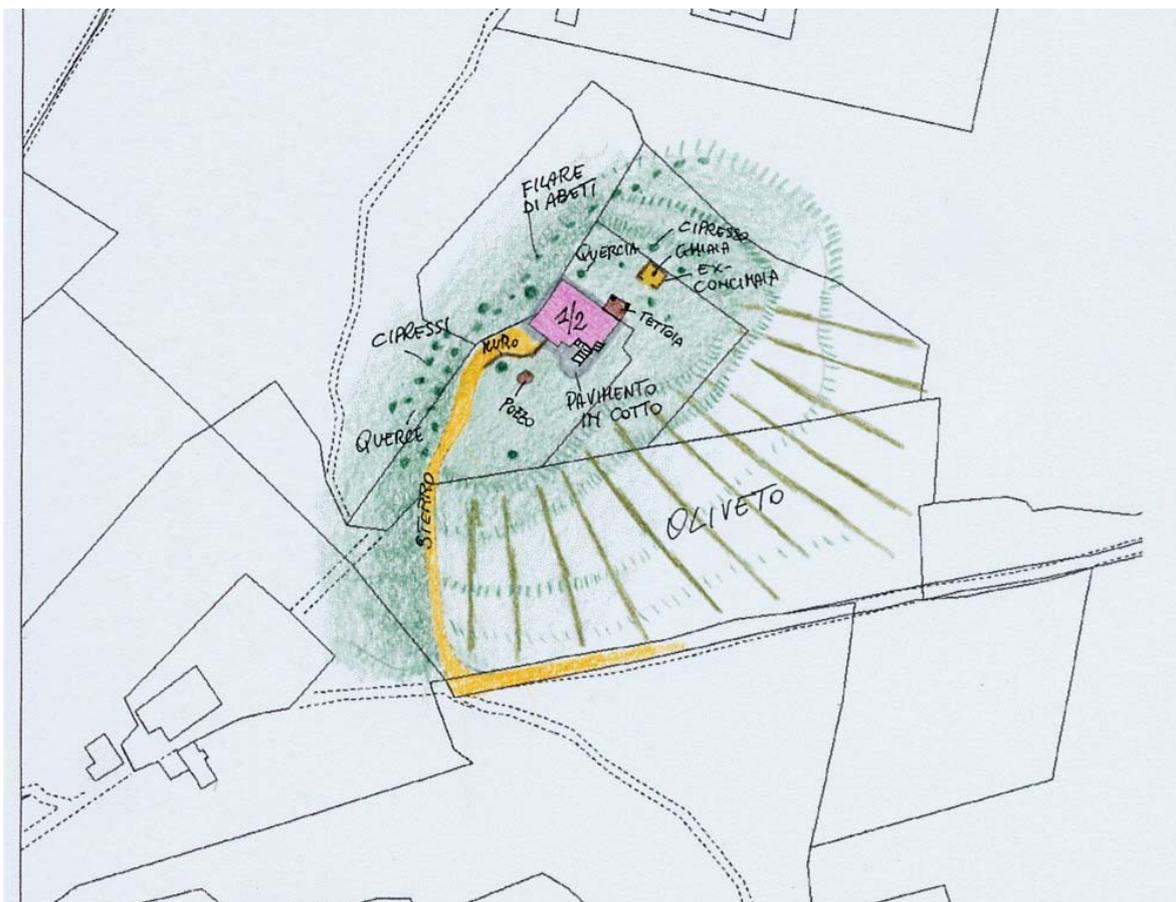 FILARE
DI ABETI
CIPRESSO
GHIAIA
QUERCIA
EX-
CONCIMAIA
1/2
TETTOIA
CIPRESSI
MURO
PAVIMENTO
IN COTTO
POZZO
QUERCE
STERRO
OLIVETO